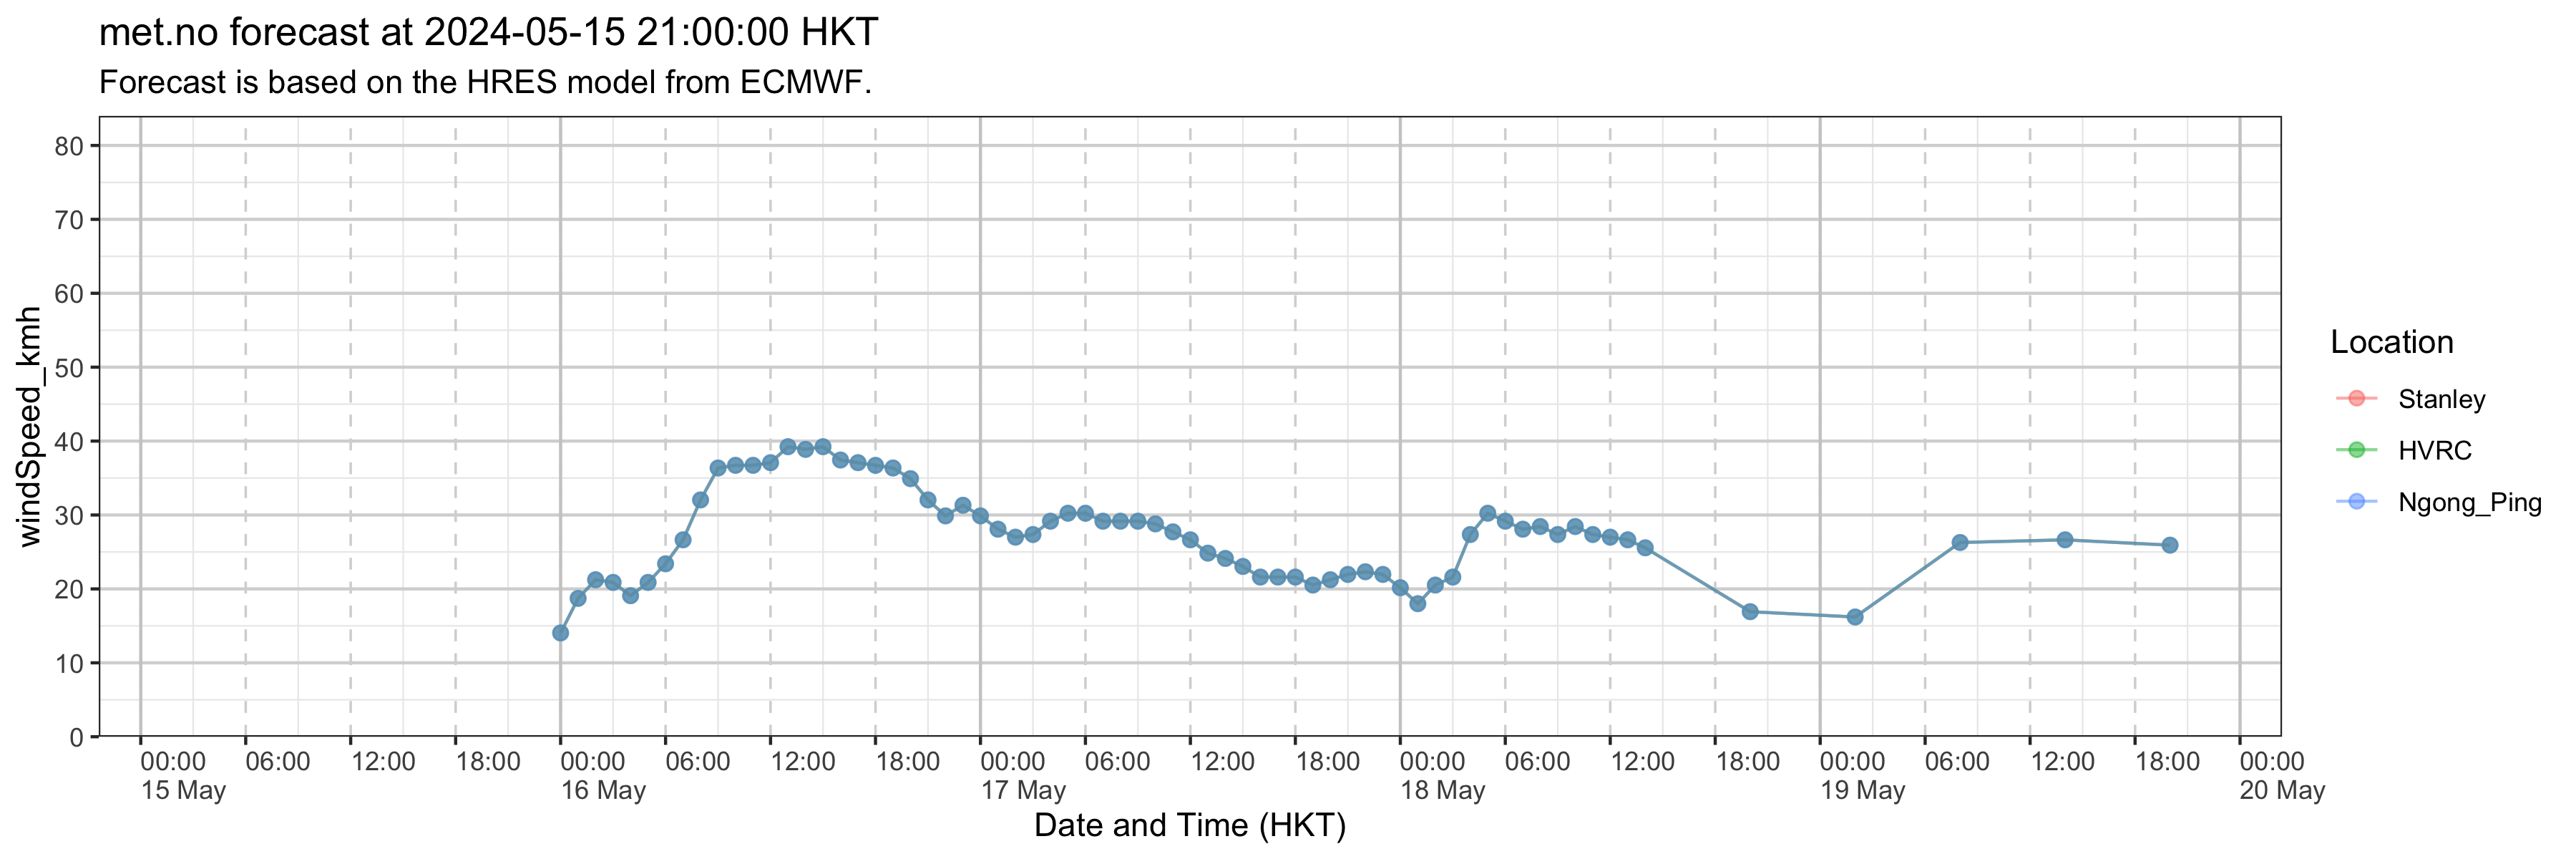 met.no forecast at 2024-05-15 21:00:00 HKT
Forecast is based on the HRES model from ECMWF.
windSpeed_kmh
80
70
60
50
40
30
20
10
0
00:00 06:00 12:00 18:00 00:00 06:00 12:00 18:00 00:00 06:00 12:00 18:00 00:00 06:00 12:00 18:00 00:00 06:00 12:00 18:00 00:00
15 May 16 May 17 May 18 May 19 May 20 May
Date and Time (HKT)
Location
Stanley
HVRC
Ngong_Ping